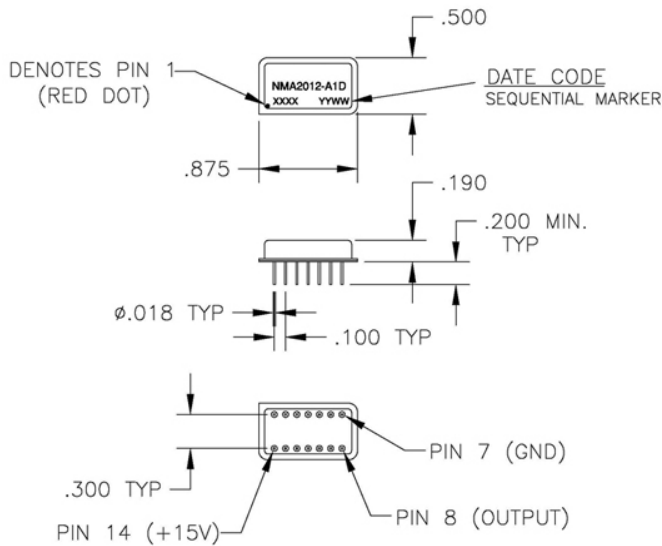 .500
DENOTES PIN 1
(RED DOT)
NMA2012-A1D
XXXX YYWW
DATE CODE
SEQUENTIAL MARKER
.875
.190
.200 MIN.
TYP
Ø.018 TYP
.100 TYP
PIN 7 (GND)
.300 TYP
PIN 8 (OUTPUT)
PIN 14 (+15V)